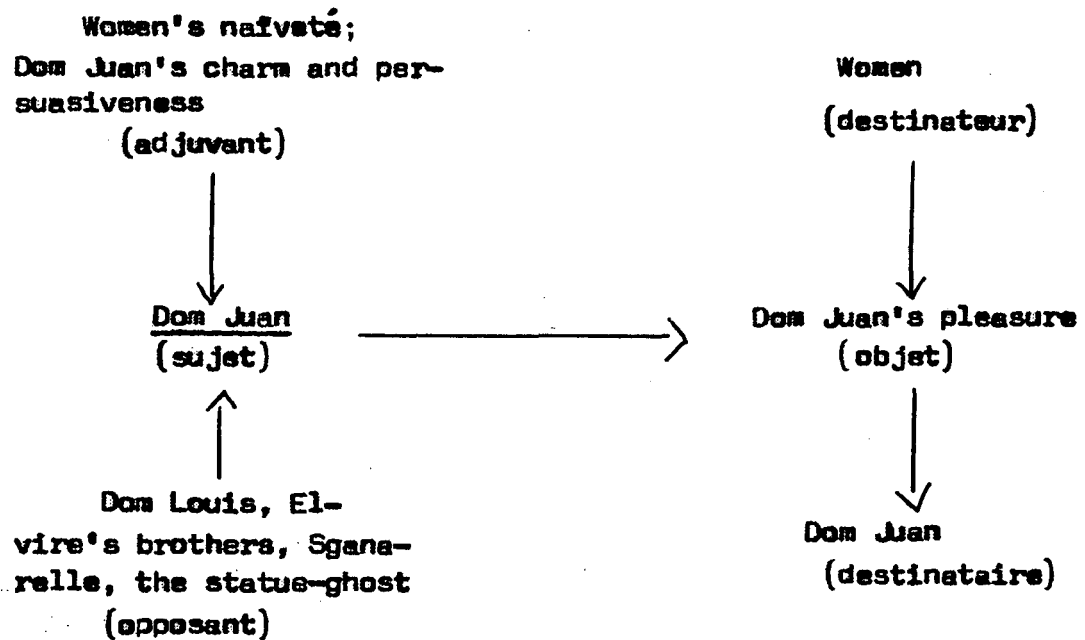 Women's naïveté;
Dom Juan's charm and per-
suasiveness
(adjuvant)
Women
(destinateur)
Dom Juan
(sujet)
Dom Juan's pleasure
(objet)
Dom Louis, El-
vire's brothers, Sgana-
relle, the statue-ghost
(opposant)
Dom Juan
(destinataire)